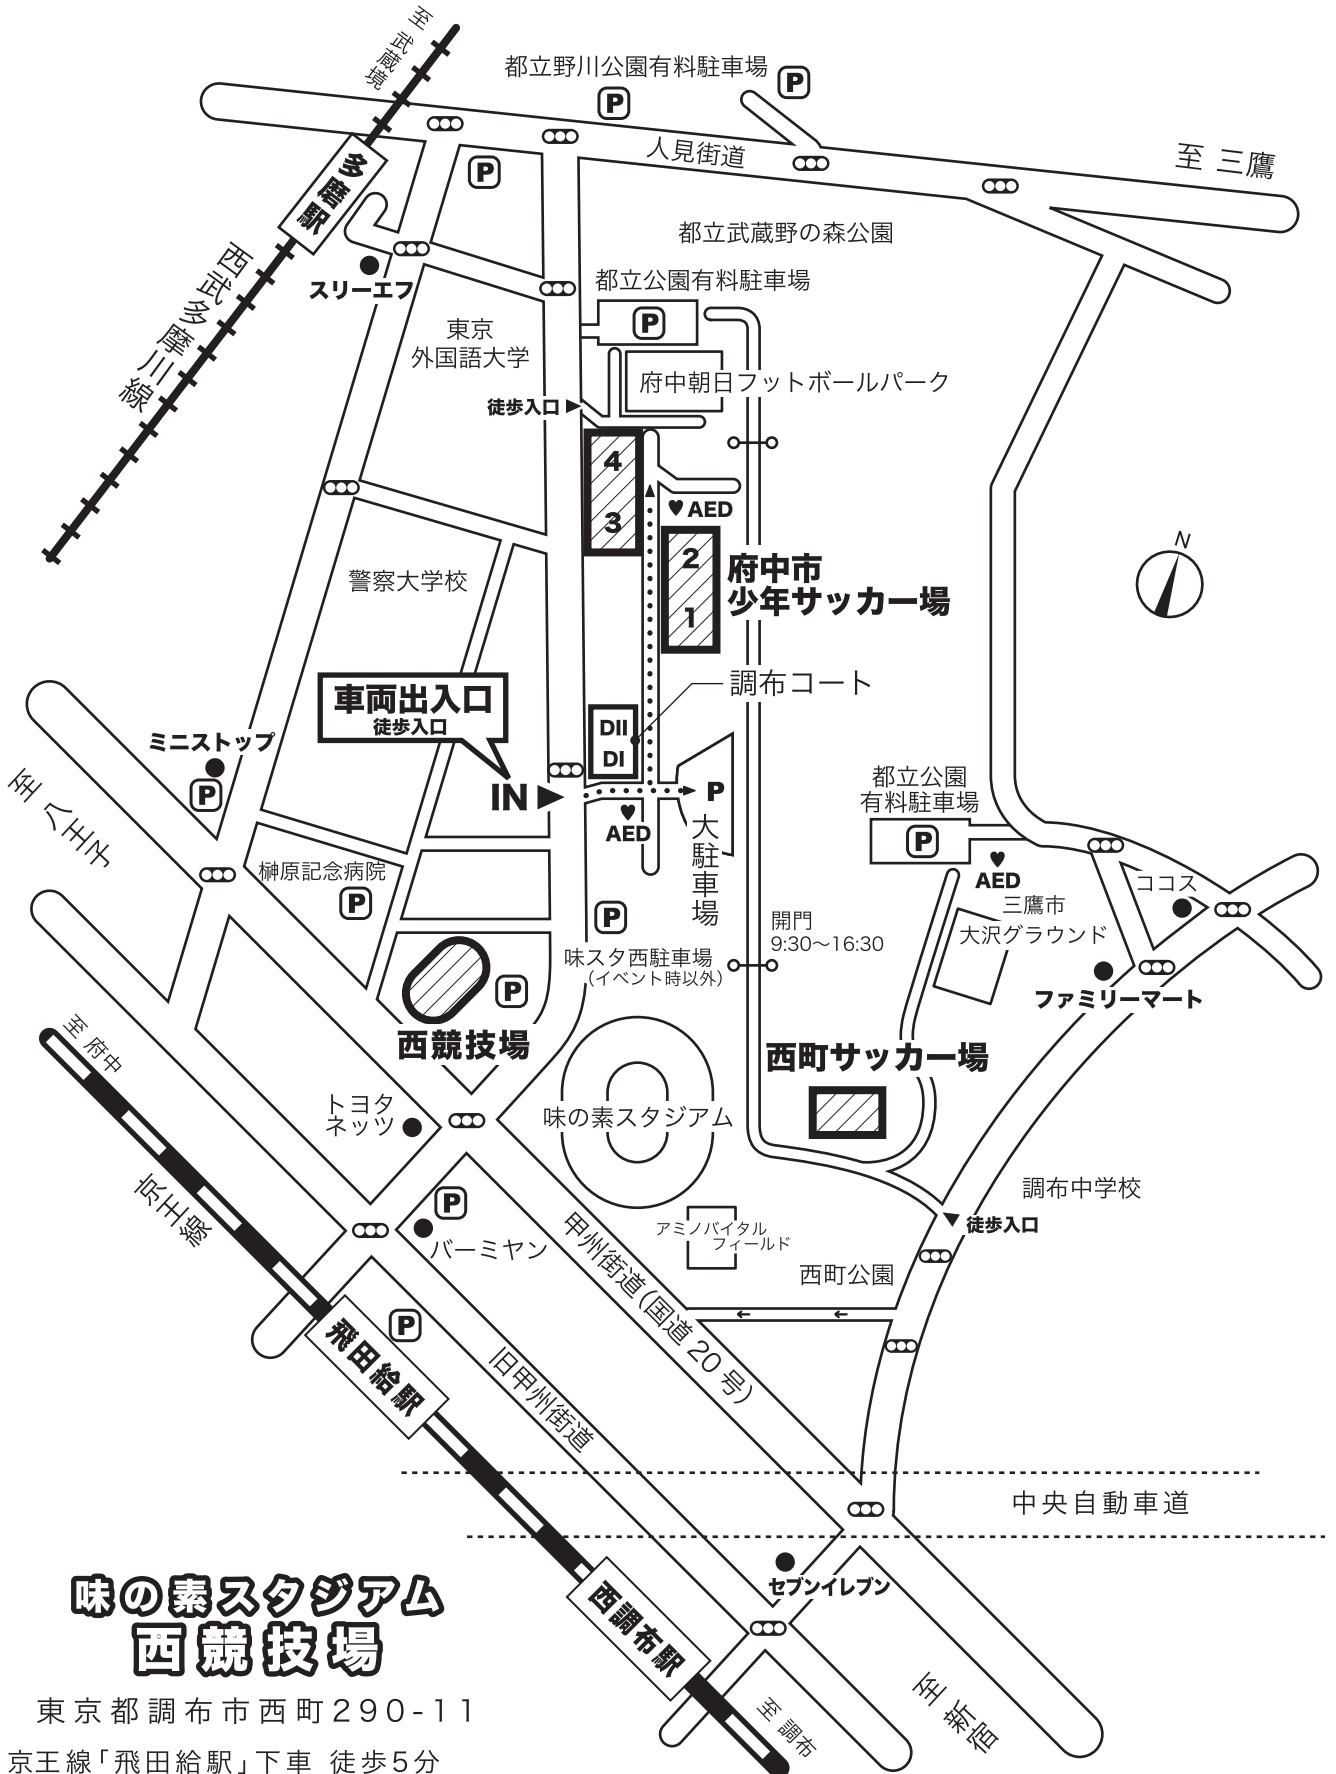 至 武蔵境
都立野川公園有料駐車場
P
P
人見街道
至 三鷹
P
多磨駅
都立武蔵野の森公園
西武多摩川線
スリーエフ
都立公園有料駐車場
P
東京
外国語大学
府中朝日フットボールパーク
徒歩入口
4
3
AED
2
1
府中市
少年サッカー場
N
警察大学校
調布コート
車両出入口
徒歩入口
DII
DI
IN
P
大駐車場
AED
ミニストップ
P
至 八王子
都立公園
有料駐車場
P
AED
ココス
三鷹市
大沢グラウンド
ファミリーマート
榊原記念病院
P
P
味スタ西駐車場
(イベント時以外)
開門
9:30〜16:30
P
西競技場
西町サッカー場
至 府中
トヨタ
ネッツ
味の素スタジアム
京王線
P
バーミヤン
アミノバイタル
フィールド
調布中学校
徒歩入口
西町公園
甲州街道(国道20号)
P
飛田給駅
旧甲州街道
中央自動車道
セブンイレブン
西調布駅
至 新宿
至 調布
味の素スタジアム
西競技場
東京都調布市西町290-11
京王線「飛田給駅」下車 徒歩5分